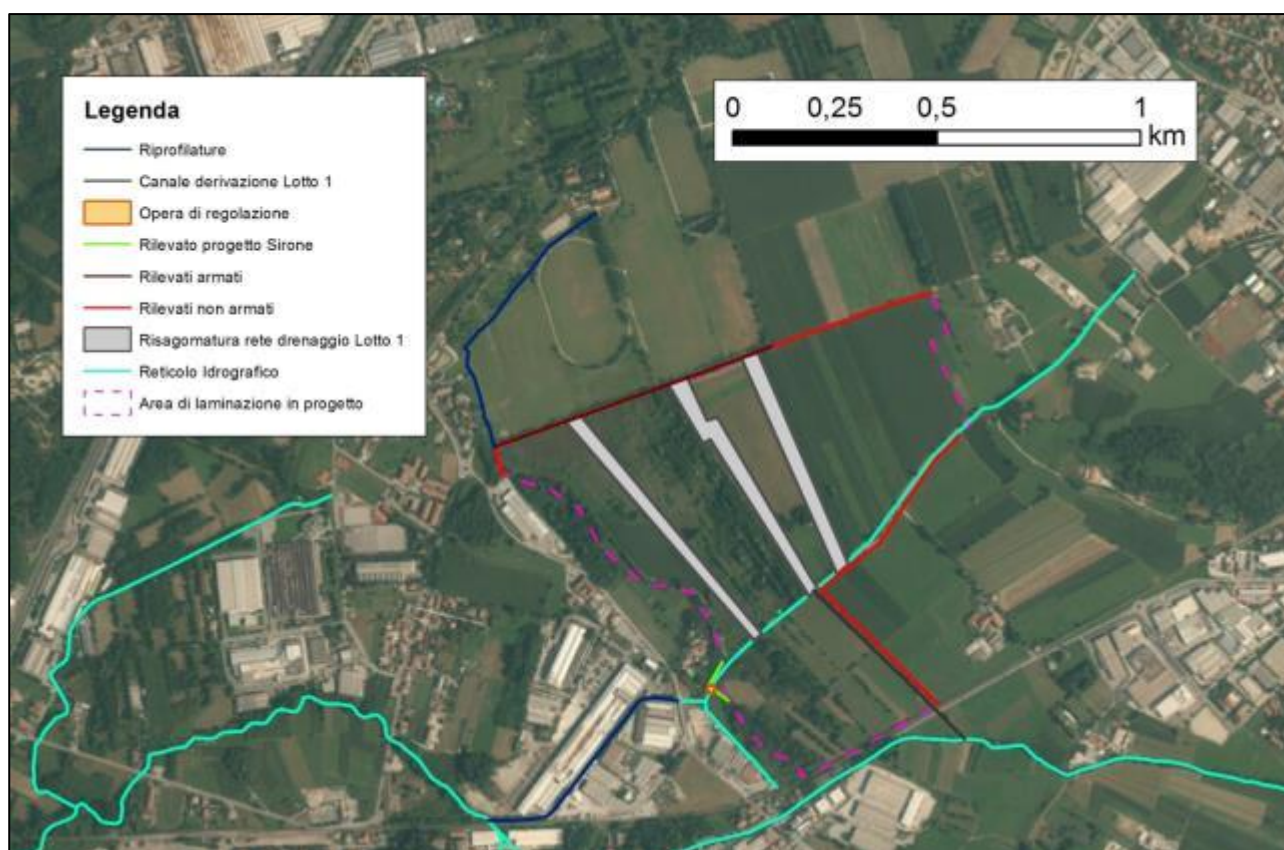 Legenda
Riprofilature
Canale derivazione Lotto 1
Opera di regolazione
Rilevato progetto Sirone
Rilevati armati
Rilevati non armati
Risagomatura rete drenaggio Lotto 1
Reticolo Idrografico
Area di laminazione in progetto
0 0,25 0,5 1
km